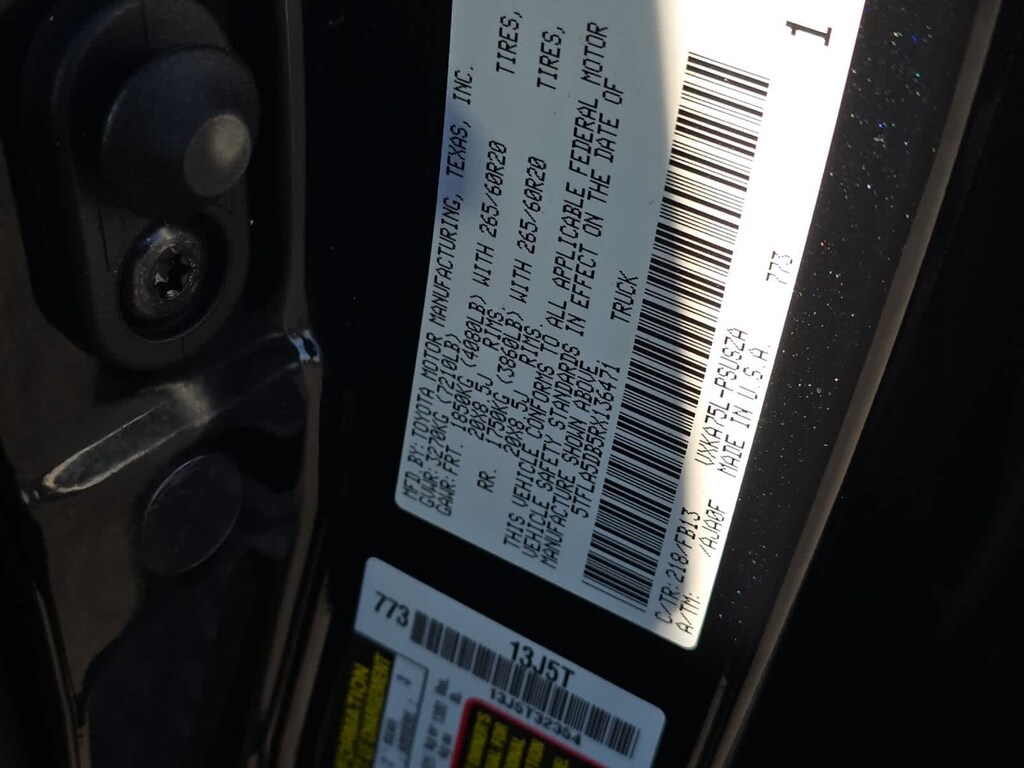 MFD. BY: TOYOTA MOTOR MANUFACTURING, TEXAS, INC.
GVWR: 3270KG (7210LB)
GAWR: FRT. 1850KG (4080LB) WITH 265/60R20 TIRES,
20X8.5J RIMS,
RR. 1750KG (3860LB) WITH 265/60R20 TIRES,
20X8.5J RIMS.
THIS VEHICLE CONFORMS TO ALL APPLICABLE FEDERAL MOTOR
VEHICLE SAFETY STANDARDS IN EFFECT ON THE DATE OF
MANUFACTURE SHOWN ABOVE.
5TFLA5DB5RX136471 TRUCK
1
C/TR:218/FB13 VXKA75L-PSUSZA 773
A/TM: /AJA0F MADE IN U.S.A.
773 13J5T
13J5T32354